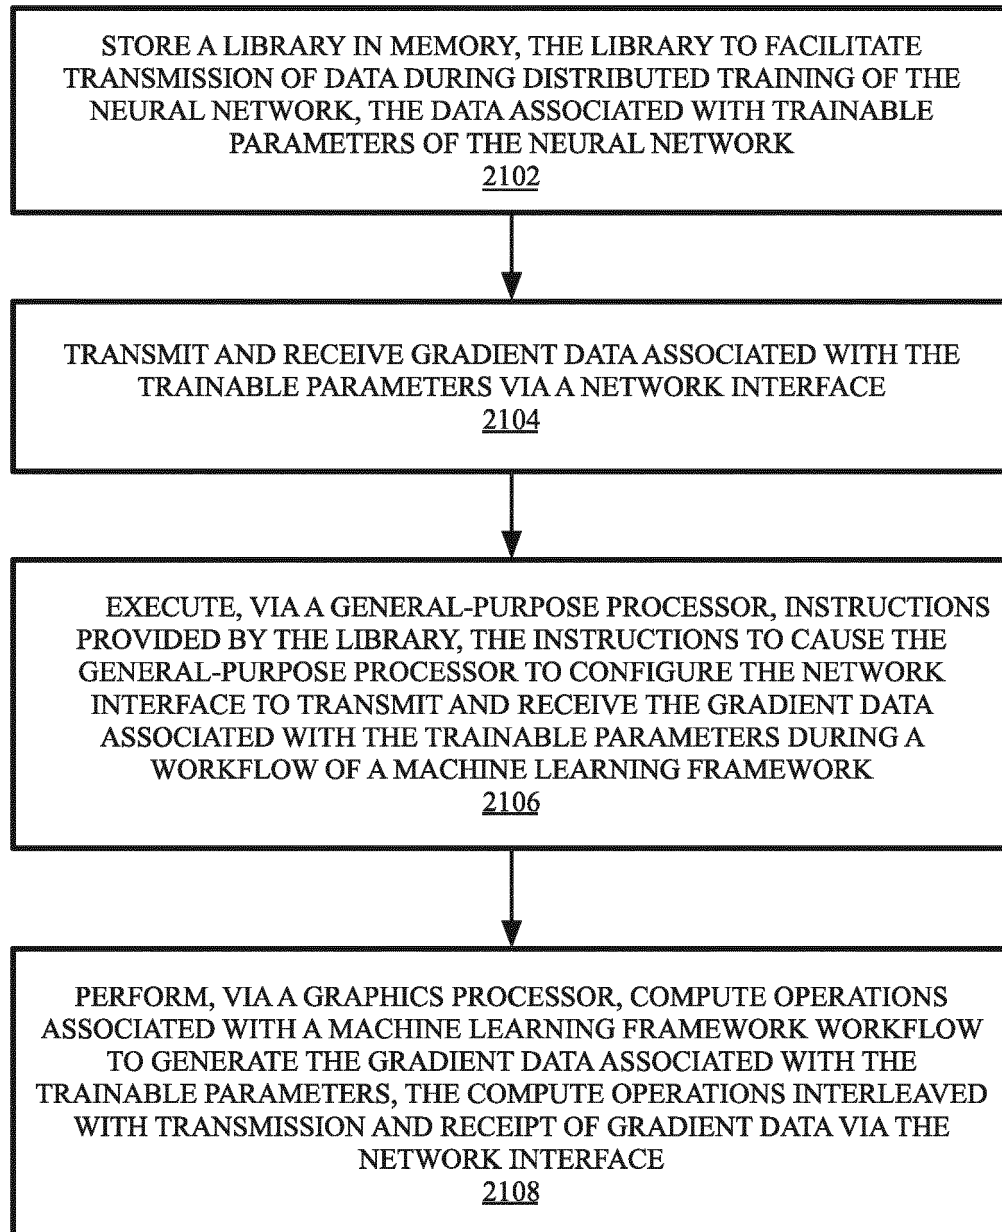 STORE A LIBRARY IN MEMORY, THE LIBRARY TO FACILITATE
TRANSMISSION OF DATA DURING DISTRIBUTED TRAINING OF THE
NEURAL NETWORK, THE DATA ASSOCIATED WITH TRAINABLE
PARAMETERS OF THE NEURAL NETWORK
2102
TRANSMIT AND RECEIVE GRADIENT DATA ASSOCIATED WITH THE
TRAINABLE PARAMETERS VIA A NETWORK INTERFACE
2104
EXECUTE, VIA A GENERAL-PURPOSE PROCESSOR, INSTRUCTIONS
PROVIDED BY THE LIBRARY, THE INSTRUCTIONS TO CAUSE THE
GENERAL-PURPOSE PROCESSOR TO CONFIGURE THE NETWORK
INTERFACE TO TRANSMIT AND RECEIVE THE GRADIENT DATA
ASSOCIATED WITH THE TRAINABLE PARAMETERS DURING A
WORKFLOW OF A MACHINE LEARNING FRAMEWORK
2106
PERFORM, VIA A GRAPHICS PROCESSOR, COMPUTE OPERATIONS
ASSOCIATED WITH A MACHINE LEARNING FRAMEWORK WORKFLOW
TO GENERATE THE GRADIENT DATA ASSOCIATED WITH THE
TRAINABLE PARAMETERS, THE COMPUTE OPERATIONS INTERLEAVED
WITH TRANSMISSION AND RECEIPT OF GRADIENT DATA VIA THE
NETWORK INTERFACE
2108